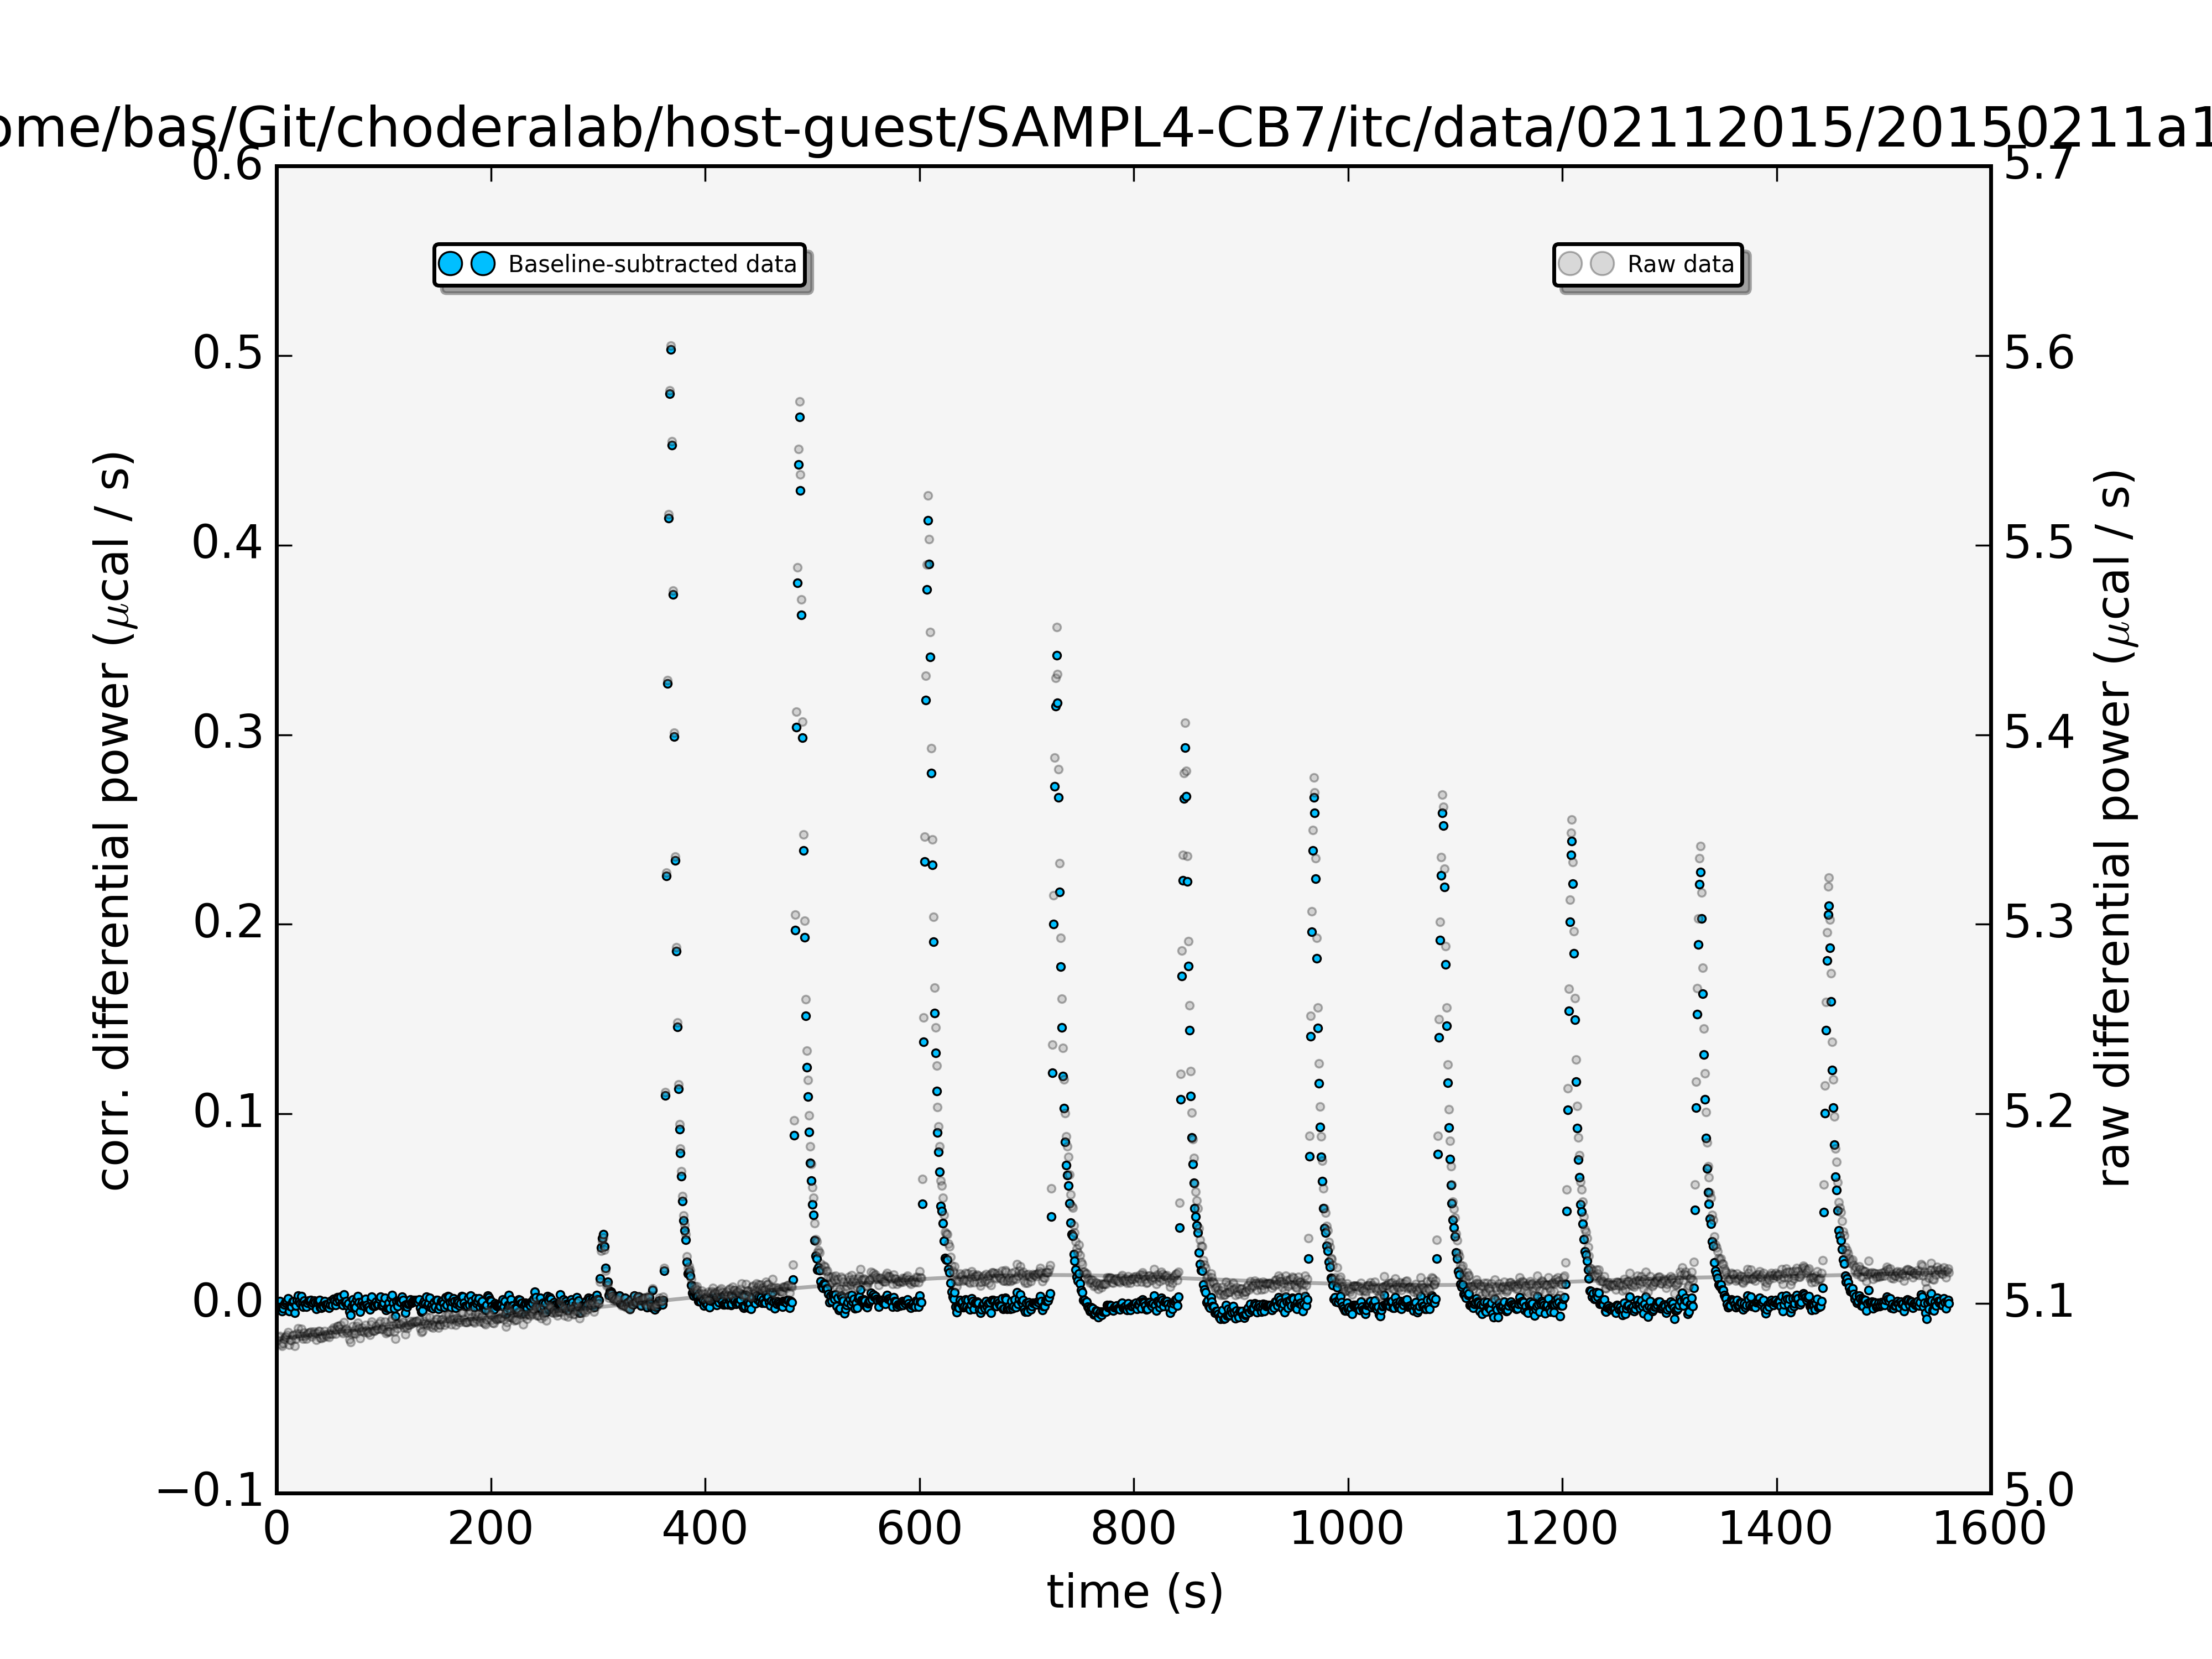 ome/bas/Git/choderalab/host-guest/SAMPL4-CB7/itc/data/02112015/20150211a1
Baseline-subtracted data
Raw data
corr. differential power (μcal / s)
0.6
0.5
0.4
0.3
0.2
0.1
0.0
−0.1
5.7
5.6
5.5
5.4
5.3
5.2
5.1
5.0
raw differential power (μcal / s)
0 200 400 600 800 1000 1200 1400 1600
time (s)